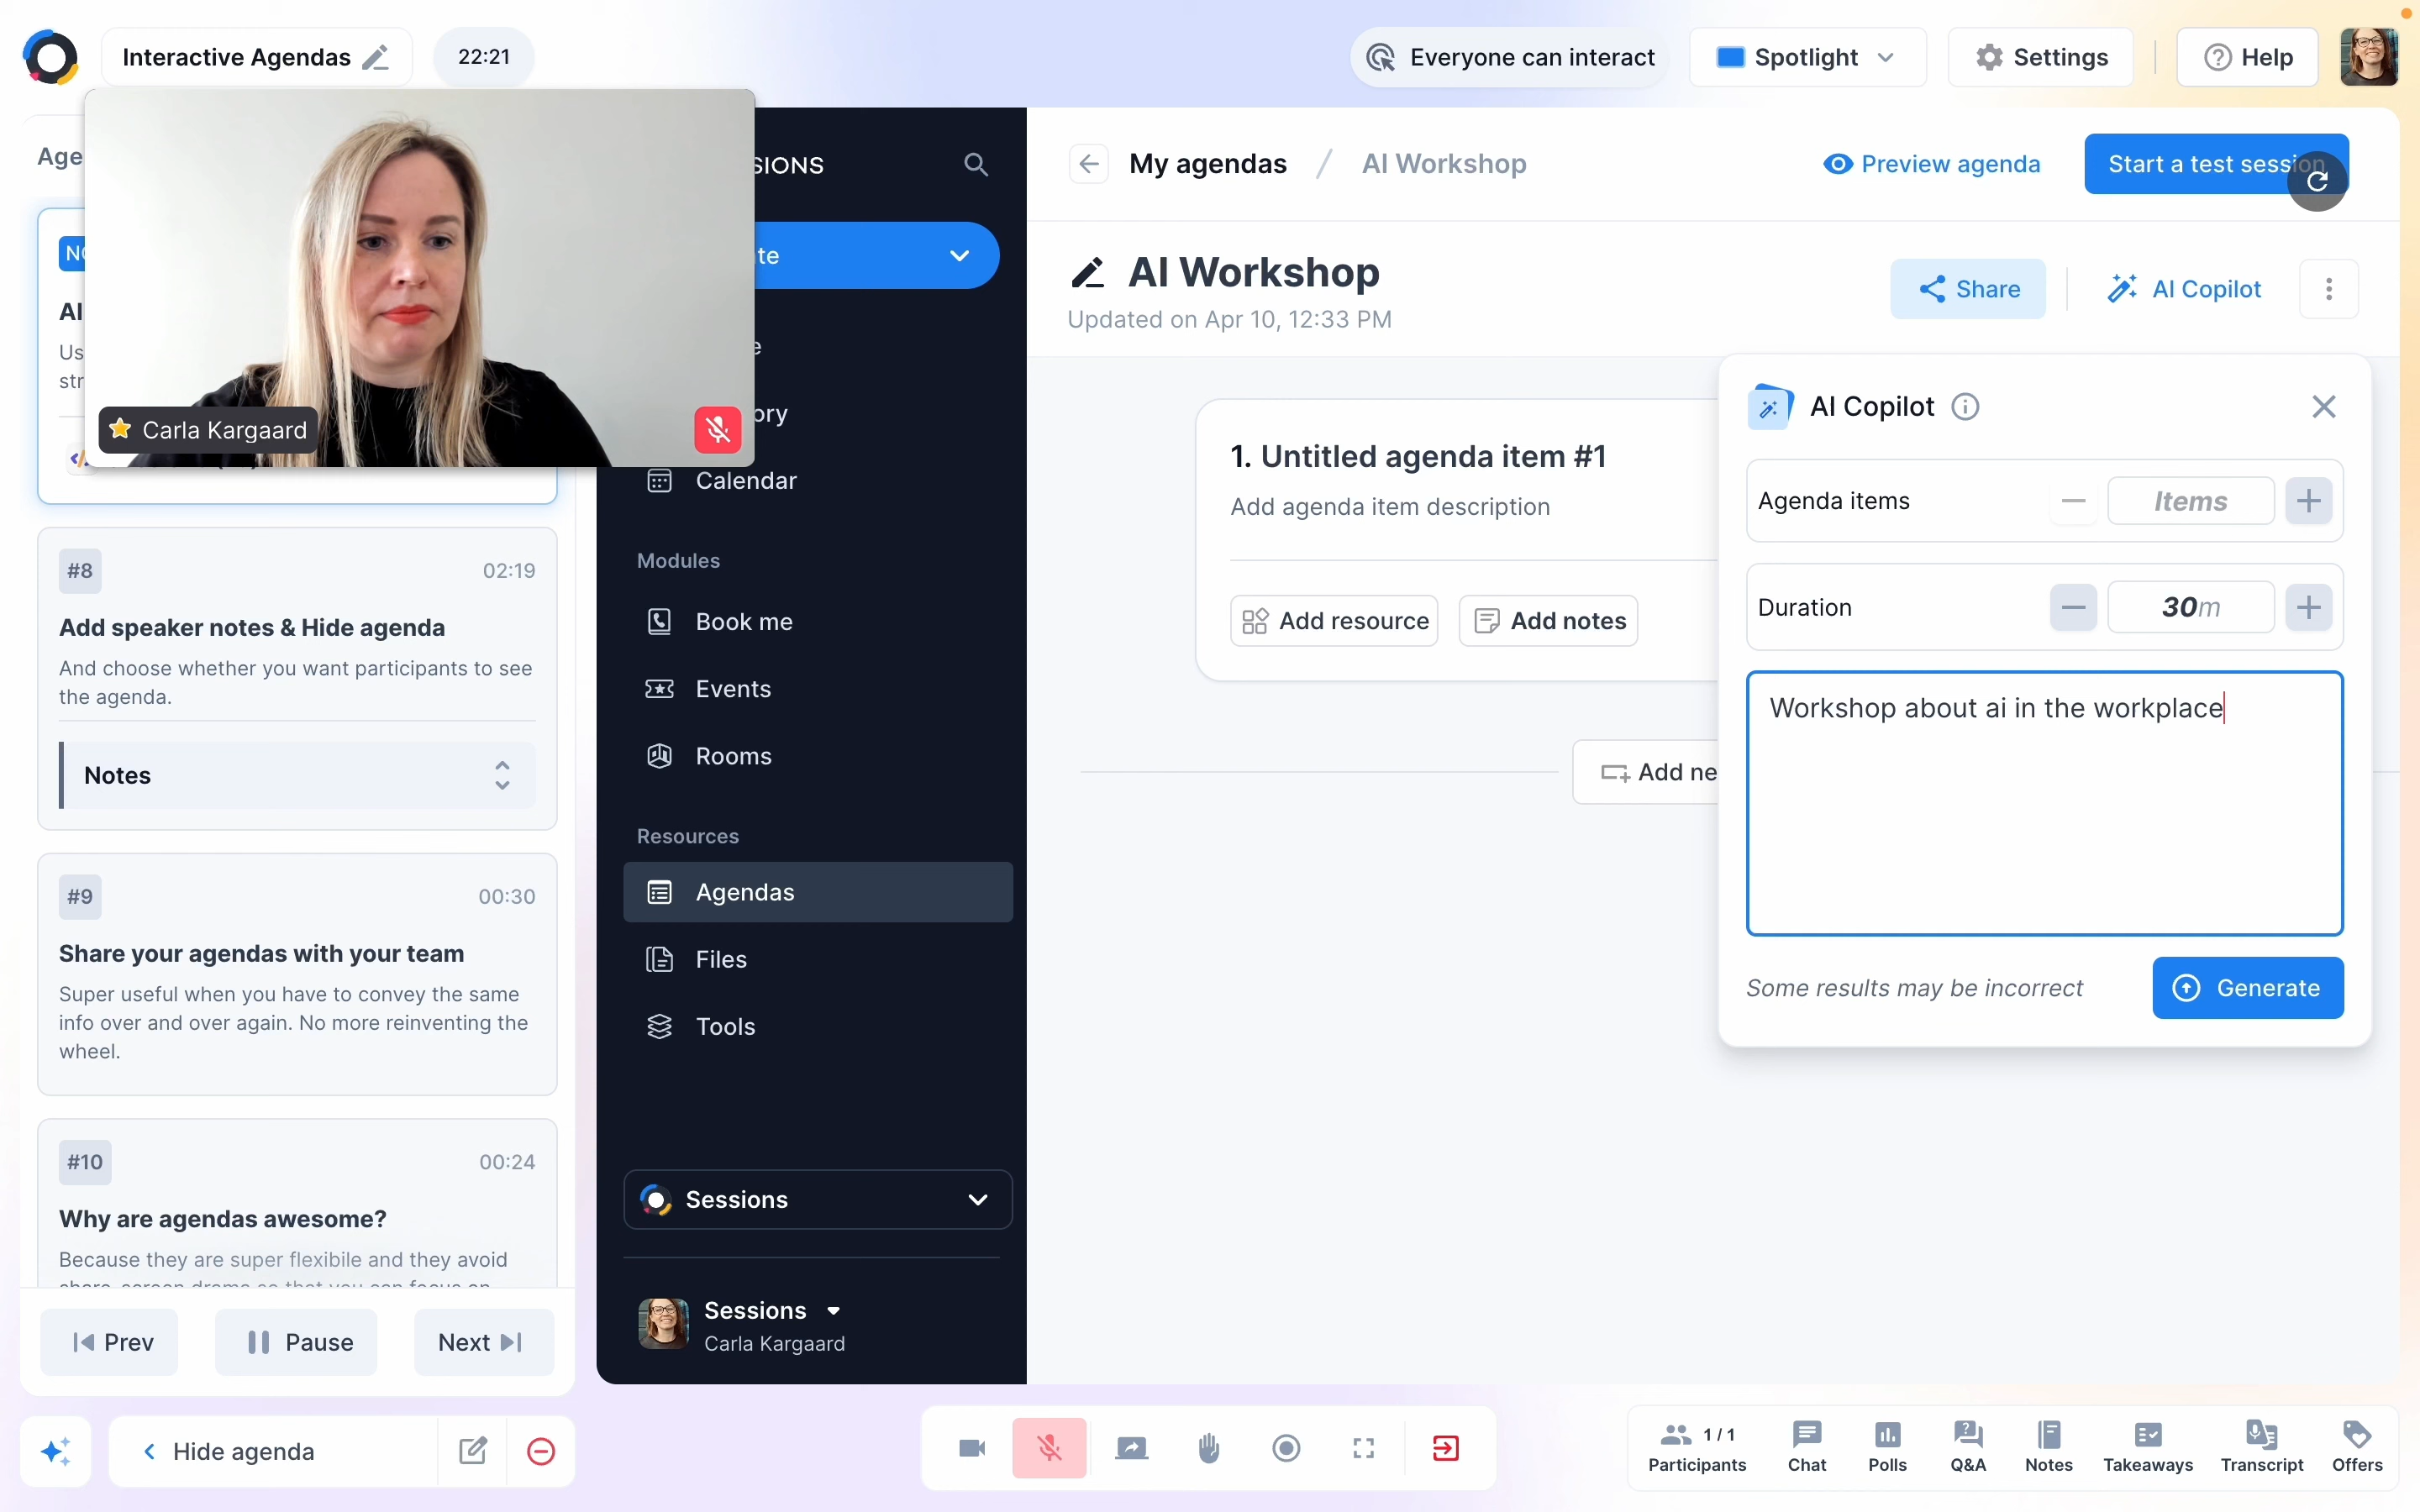 Interactive Agendas
22:21
Everyone can interact
Spotlight
Settings
Help
Carla Kargaard
#8
02:19
Add speaker notes & Hide agenda
And choose whether you want participants to see
the agenda.
Notes
#9
00:30
Share your agendas with your team
Super useful when you have to convey the same
info over and over again. No more reinventing the
wheel.
#10
00:24
Why are agendas awesome?
Because they are super flexibile and they avoid
Prev
Pause
Next
Hide agenda
Calendar
Modules
Book me
Events
Rooms
Resources
Agendas
Files
Tools
Sessions
Sessions
Carla Kargaard
My agendas / AI Workshop
Preview agenda
Start a test session
AI Workshop
Updated on Apr 10, 12:33 PM
Share
AI Copilot
1. Untitled agenda item #1
Add agenda item description
Add resource
Add notes
Add ne
AI Copilot
Agenda items
Items
Duration
30m
Workshop about ai in the workplace
Some results may be incorrect
Generate
1 / 1
Participants
Chat
Polls
Q&A
Notes
Takeaways
Transcript
Offers